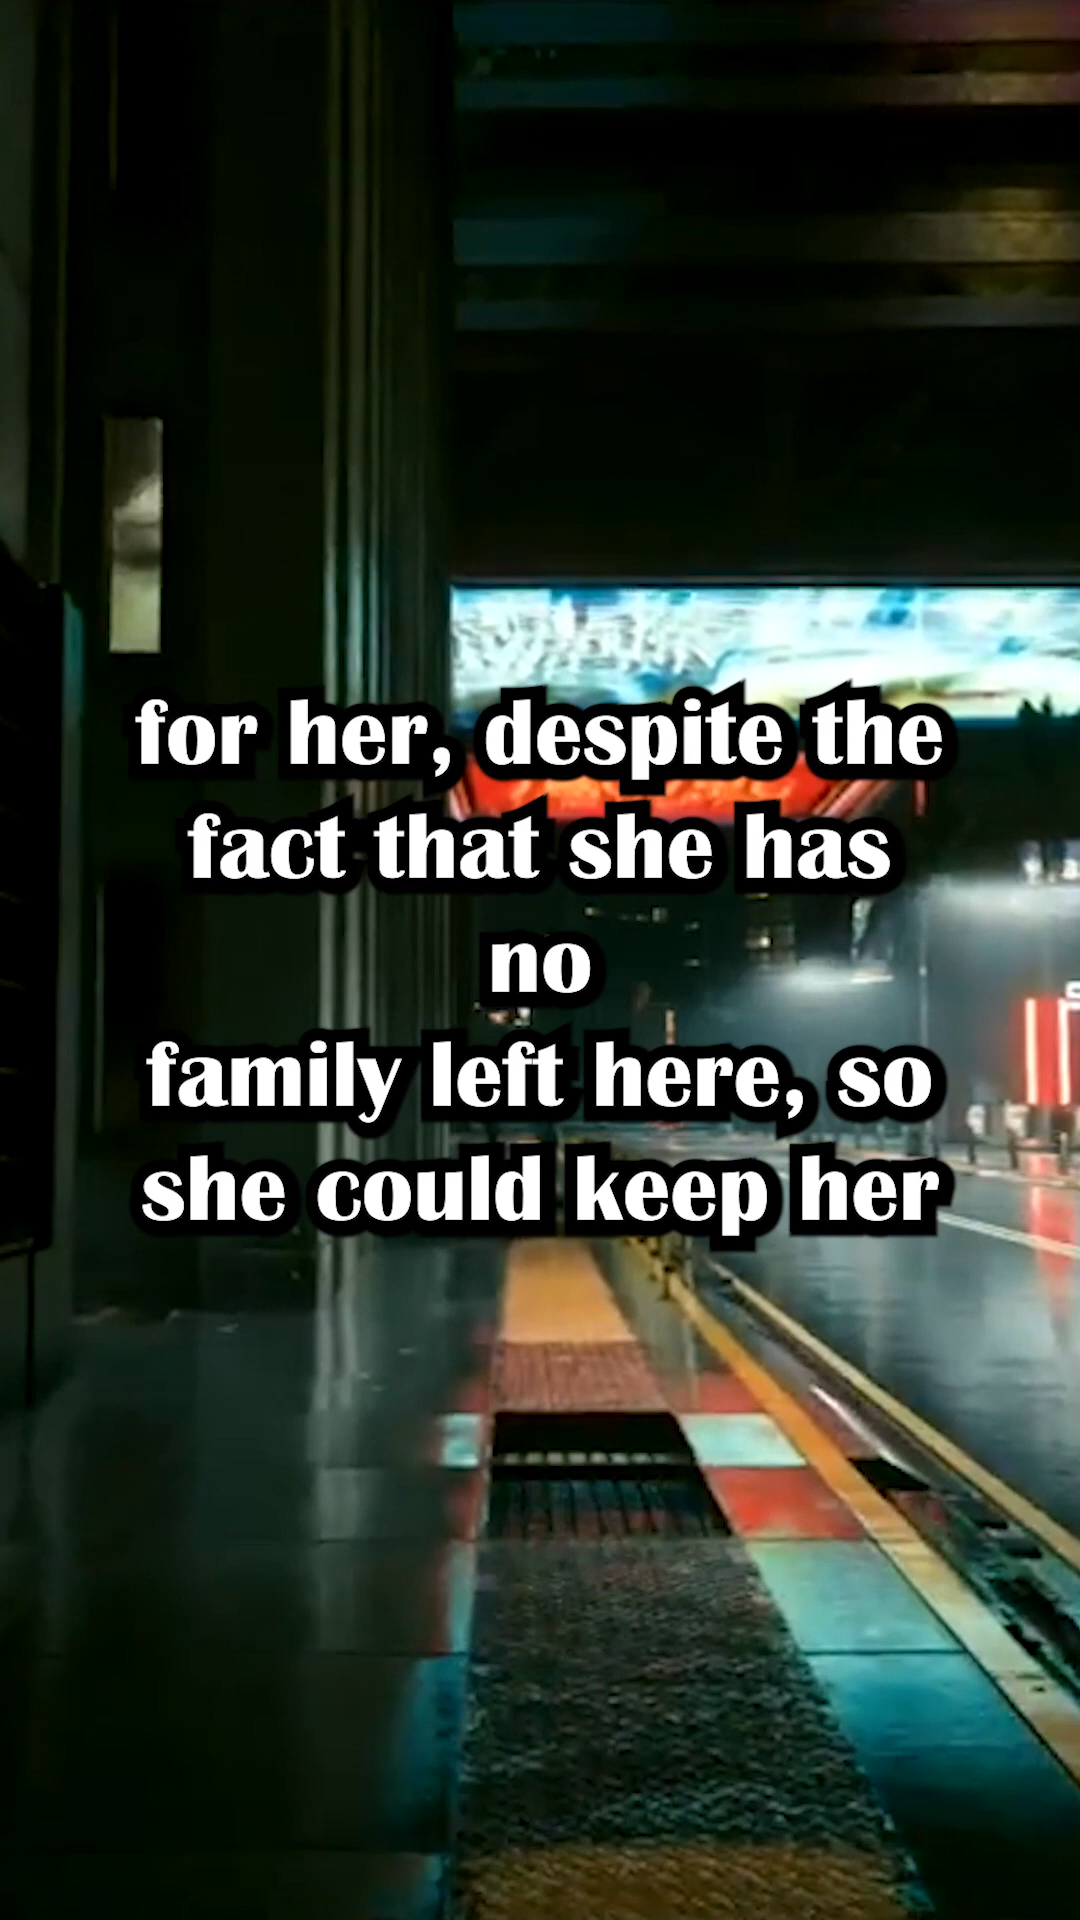 for her, despite the
fact that she has
no
family left here, so
she could keep her